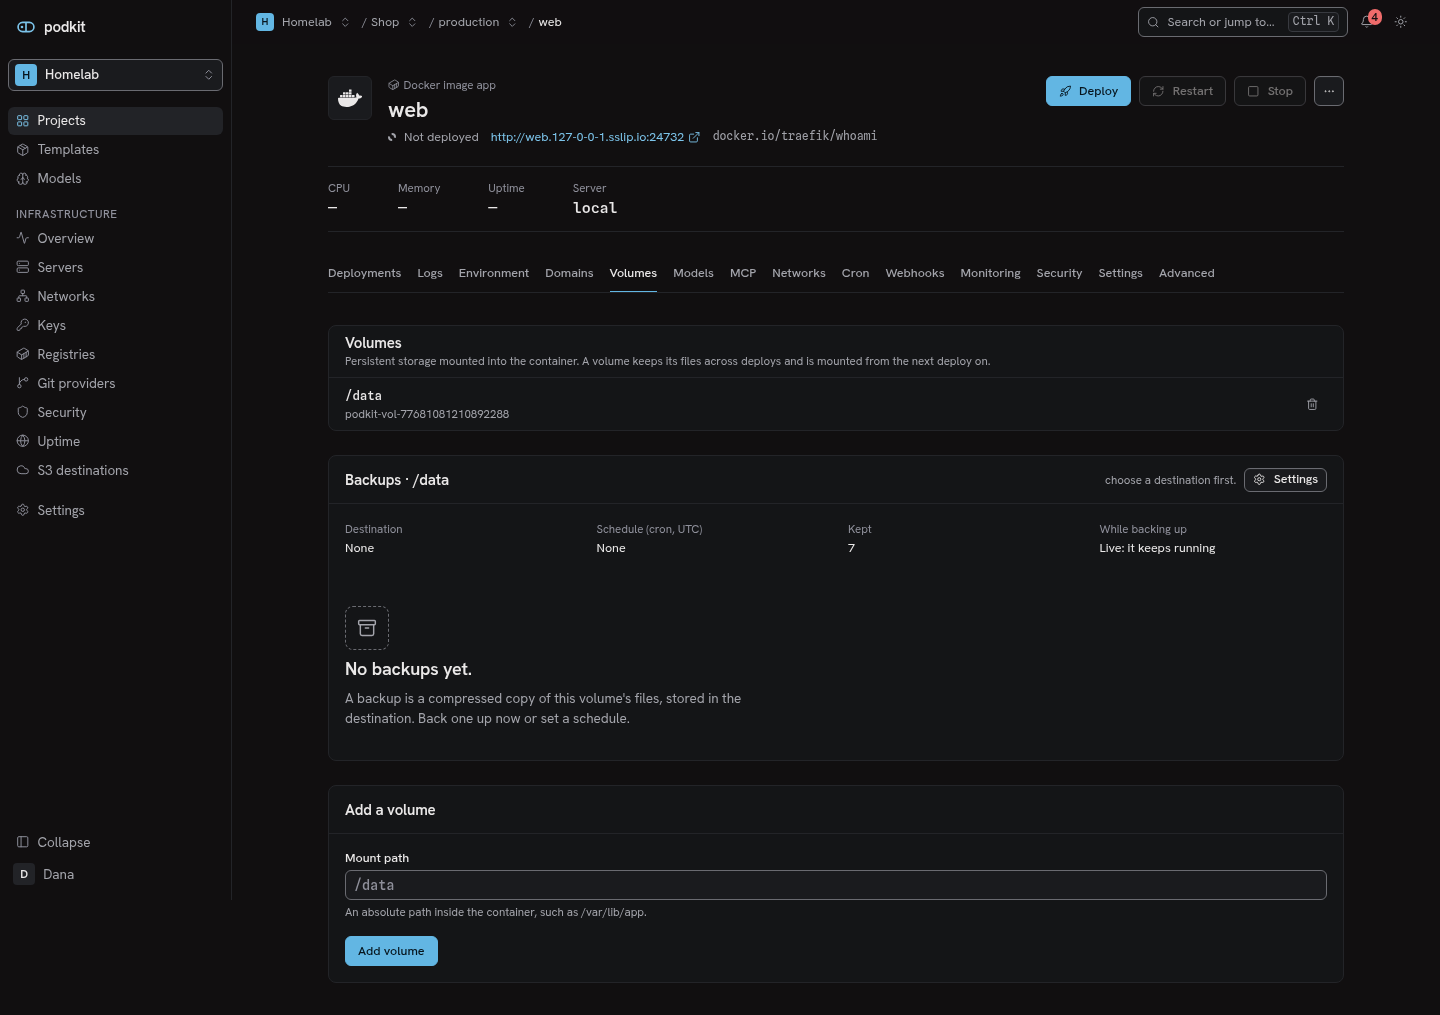 podkit
H Homelab
Projects
Templates
Models
INFRASTRUCTURE
Overview
Servers
Networks
Keys
Registries
Git providers
Security
Uptime
S3 destinations
Settings
Collapse
D Dana
H Homelab / Shop / production / web
Search or jump to... Ctrl K
4
Docker image app
web
Not deployed http://web.127-0-0-1.sslip.io:24732 docker.io/traefik/whoami
Deploy Restart Stop ...
CPU Memory Uptime Server
— — — local
Deployments Logs Environment Domains Volumes Models MCP Networks Cron Webhooks Monitoring Security Settings Advanced
Volumes
Persistent storage mounted into the container. A volume keeps its files across deploys and is mounted from the next deploy on.
/data
podkit-vol-77681081210892288
Backups · /data
choose a destination first. Settings
Destination Schedule (cron, UTC) Kept While backing up
None None 7 Live: it keeps running
No backups yet.
A backup is a compressed copy of this volume's files, stored in the
destination. Back one up now or set a schedule.
Add a volume
Mount path
/data
An absolute path inside the container, such as /var/lib/app.
Add volume